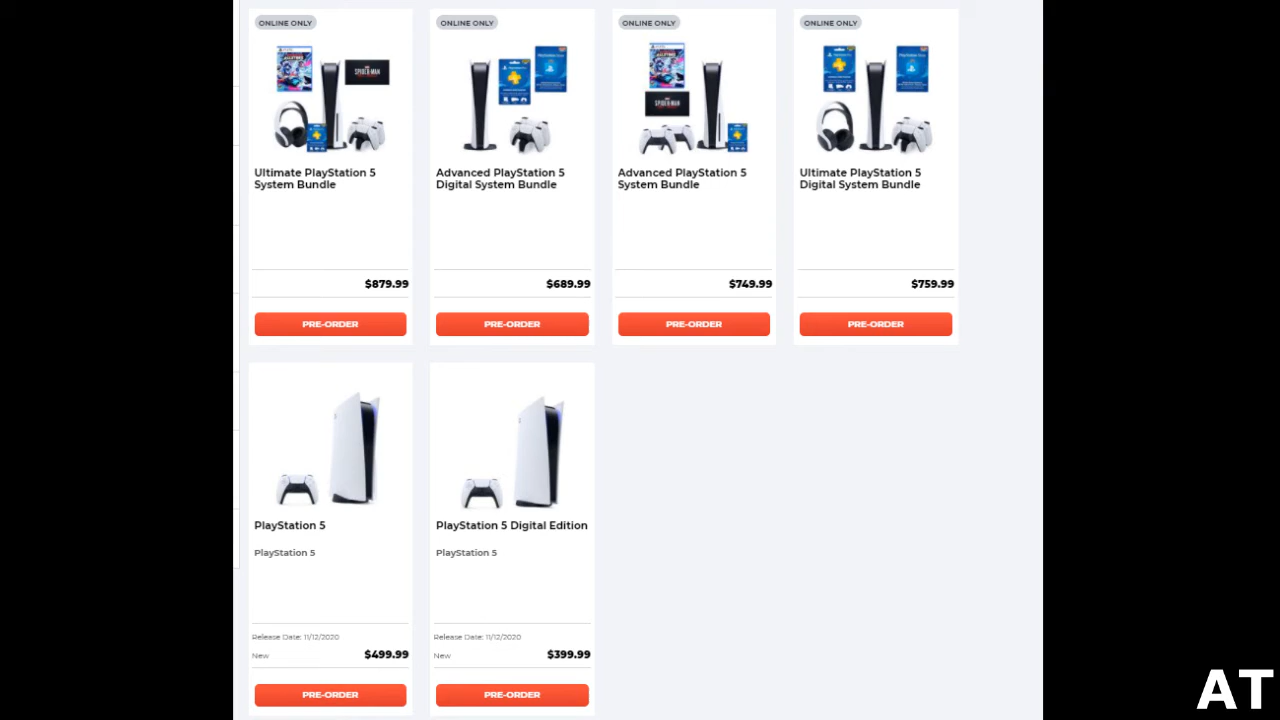 ONLINE ONLY
ONLINE ONLY
ONLINE ONLY
ONLINE ONLY
SPIDER-MAN
SPIDER-MAN
Ultimate PlayStation 5
System Bundle
Advanced PlayStation 5
Digital System Bundle
Advanced PlayStation 5
System Bundle
Ultimate PlayStation 5
Digital System Bundle
$879.99
$689.99
$749.99
$759.99
PRE-ORDER
PRE-ORDER
PRE-ORDER
PRE-ORDER
PlayStation 5
PlayStation 5 Digital Edition
PlayStation 5
PlayStation 5
Release Date: 11/12/2020
Release Date: 11/12/2020
New
$499.99
New
$399.99
PRE-ORDER
PRE-ORDER
AT